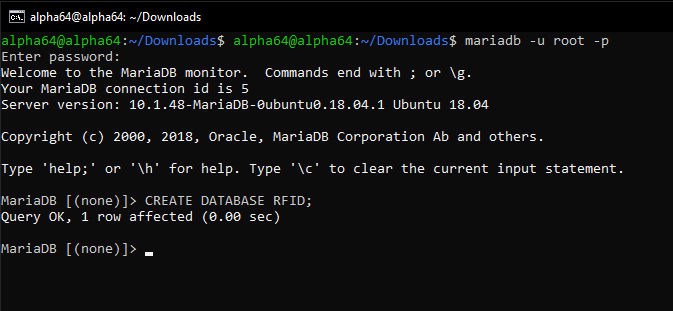 alpha64@alpha64: ~/Downloads
alpha64@alpha64:~/Downloads$ alpha64@alpha64:~/Downloads$ mariadb -u root -p
Enter password:
Welcome to the MariaDB monitor.  Commands end with ; or \g.
Your MariaDB connection id is 5
Server version: 10.1.48-MariaDB-0ubuntu0.18.04.1 Ubuntu 18.04
Copyright (c) 2000, 2018, Oracle, MariaDB Corporation Ab and others.
Type 'help;' or '\h' for help. Type '\c' to clear the current input statement.
MariaDB [(none)]> CREATE DATABASE RFID;
Query OK, 1 row affected (0.00 sec)
MariaDB [(none)]>